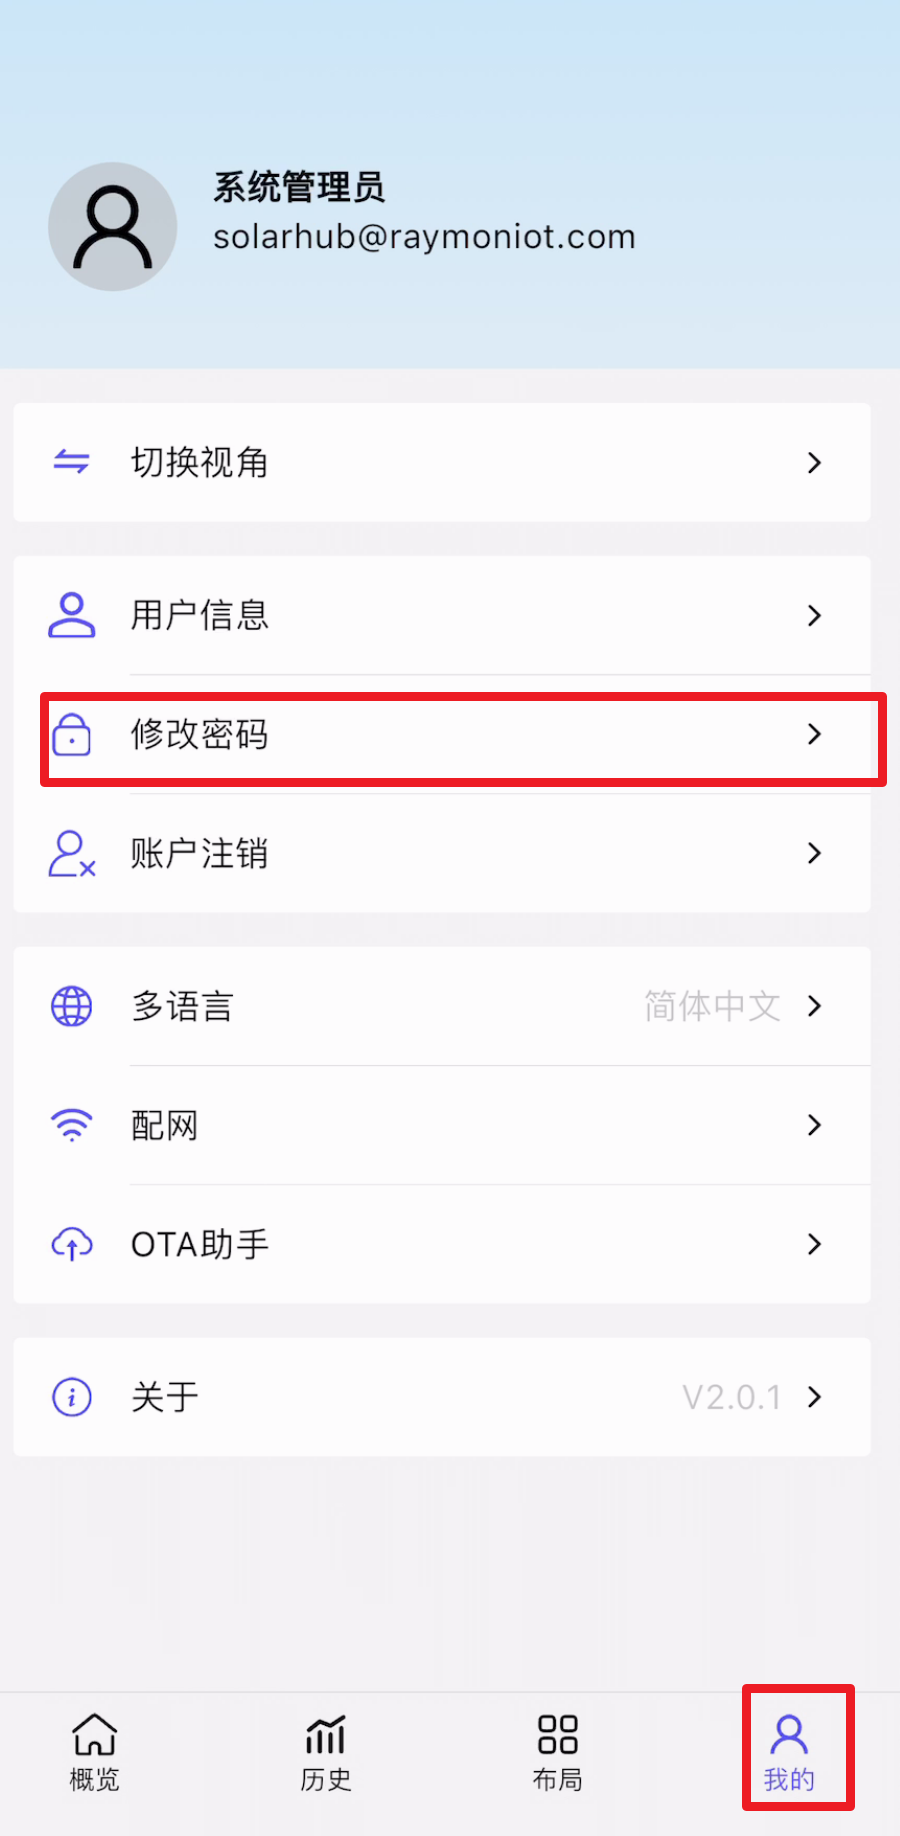 系统管理员
solarhub@raymoniot.com
切换视角
用户信息
修改密码
账户注销
多语言 简体中文
配网
OTA助手
关于 V2.0.1
概览 历史 布局 我的